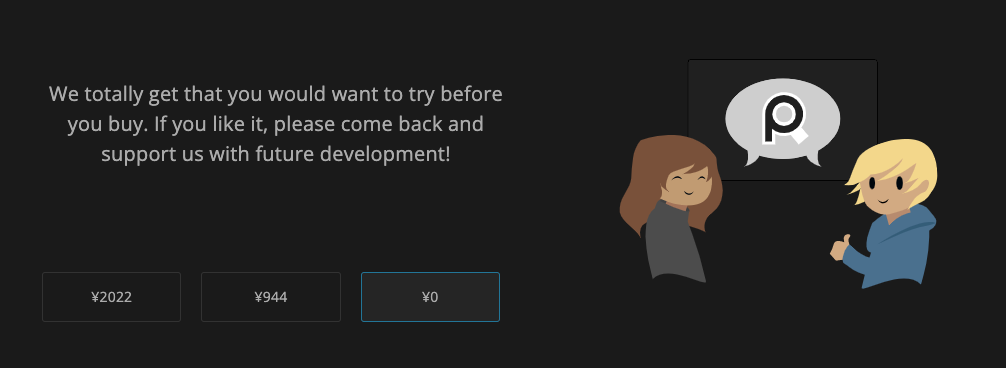 We totally get that you would want to try before
you buy. If you like it, please come back and
support us with future development!
¥2022
¥944
¥0